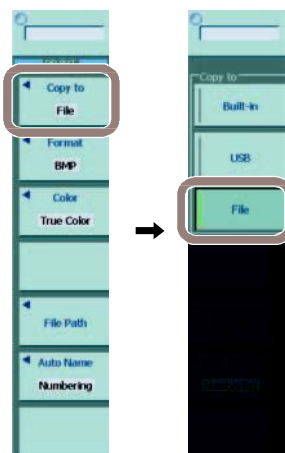 Copy to
File
Format
BMP
Color
True Color
File Path
Auto Name
Numbering
Copy to
Built-in
USB
File